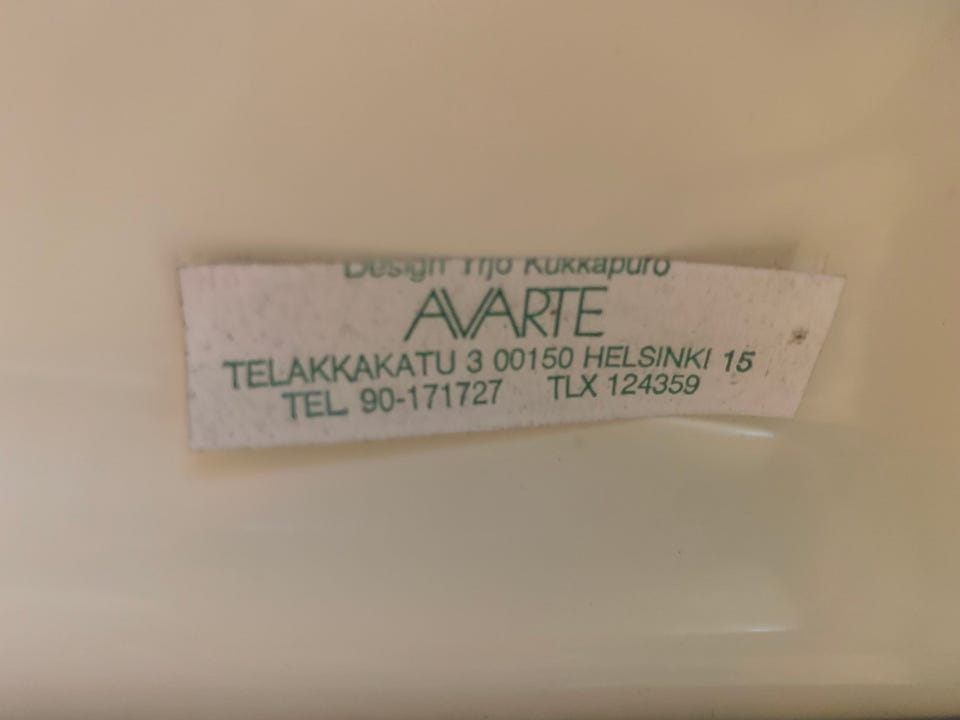 Design Yrjö Kukkapuro
AVARTE
TELAKKAKATU 3 00150 HELSINKI 15
TEL. 90-171727 TLX 124359